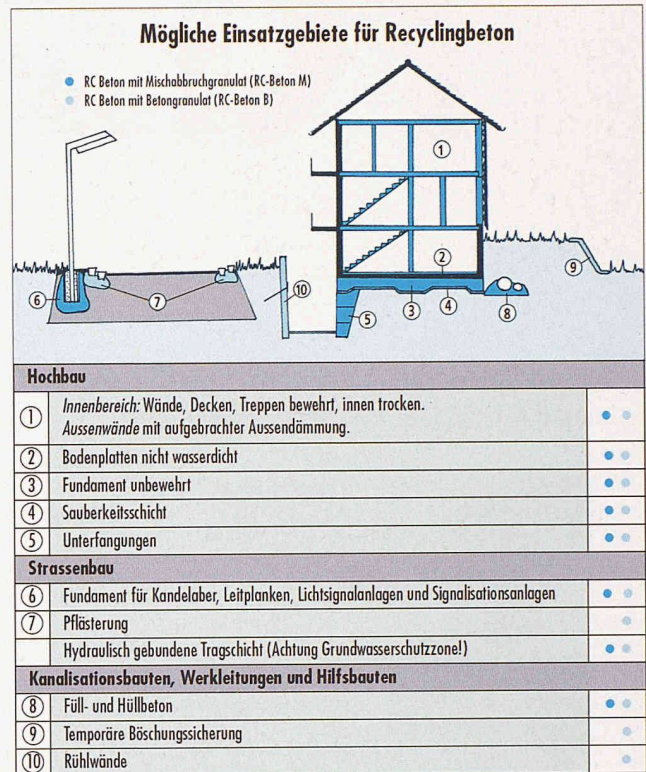 Mögliche Einsatzgebiete für Recyclingbeton
RC Beton mit Mischabbruchgranulat (RC-Beton M)
RC Beton mit Betongranulat (RC-Beton B)
1
2
6
7
10
5
3
4
8
9
Hochbau
1 Innenbereich: Wände, Decken, Treppen bewehrt, innen trocken.
Aussenwände mit aufgebrachter Aussendämmung.
2 Bodenplatten nicht wasserdicht
3 Fundament unbewehrt
4 Sauberkeitsschicht
5 Unterfangungen
Strassenbau
6 Fundament für Kandelaber, Leitplanken, Lichtsignalanlagen und Signalisationsanlagen
7 Pflästerung
Hydraulisch gebundene Tragschicht (Achtung Grundwasserschutzzone!)
Kanalisationsbauten, Werkleitungen und Hilfsbauten
8 Füll- und Hüllbeton
9 Temporäre Böschungssicherung
10 Rühlwände